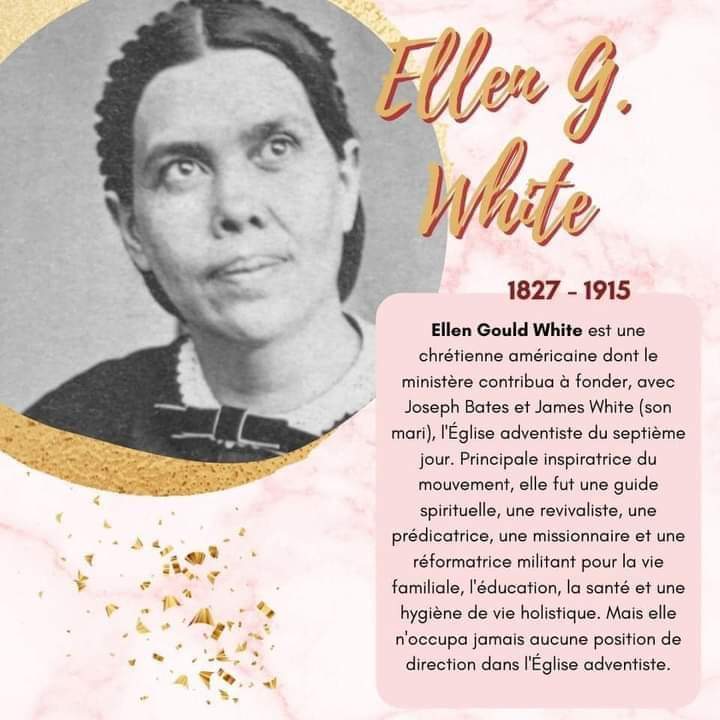 Ellen G.
White
1827 - 1915
Ellen Gould White est une
chrétienne américaine dont le
ministère contribua à fonder, avec
Joseph Bates et James White (son
mari), l'Église adventiste du septième
jour. Principale inspiratrice du
mouvement, elle fut une guide
spirituelle, une revivaliste, une
prédicatrice, une missionnaire et une
réformatrice militant pour la vie
familiale, l'éducation, la santé et une
hygiène de vie holistique. Mais elle
n'occupa jamais aucune position de
direction dans l'Église adventiste.